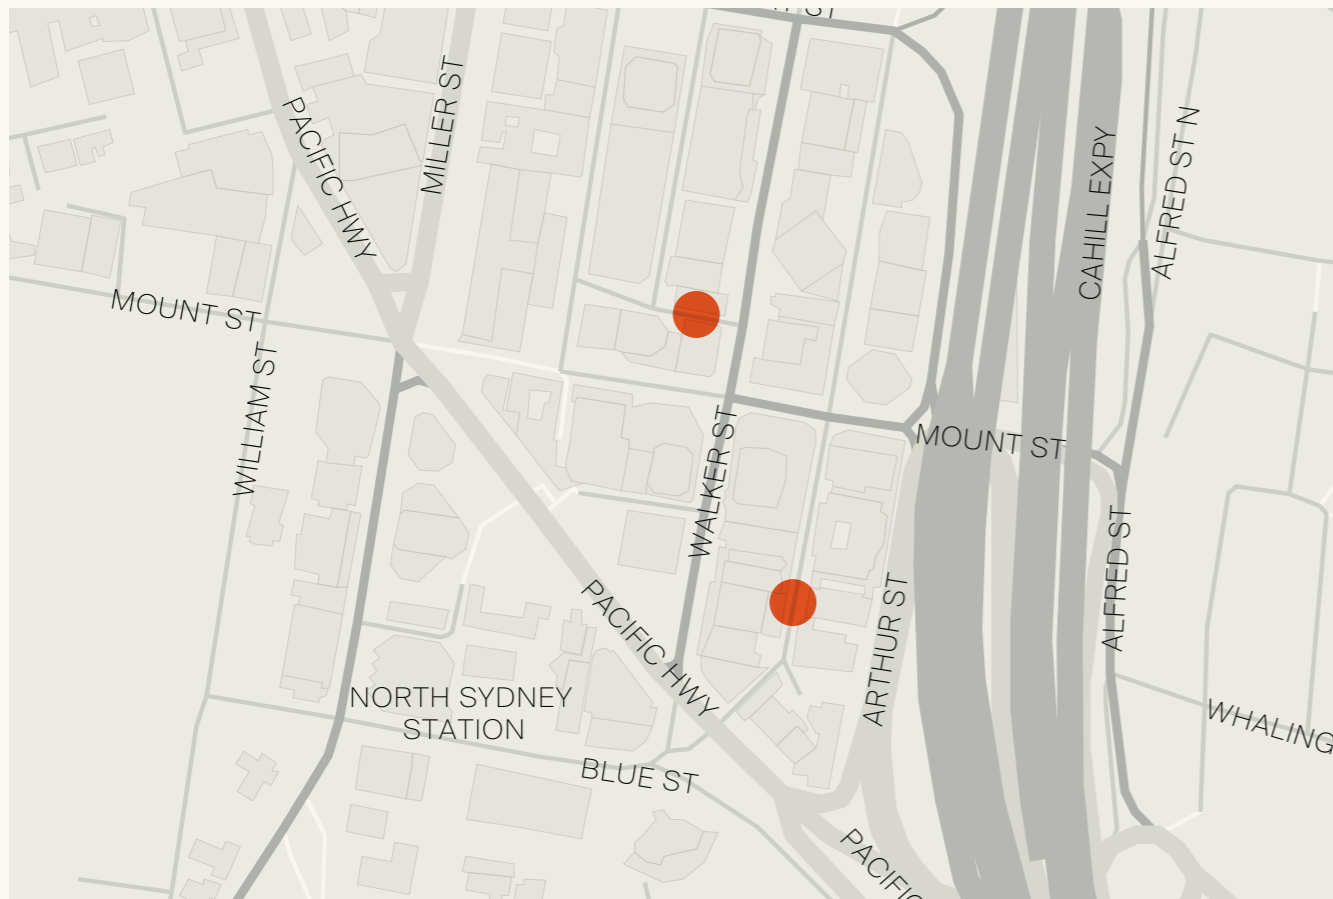 MILLER ST
PACIFIC HWY
CAHILL EXPY
ALFRED ST N
MOUNT ST
WILLIAM ST
WALKER ST
MOUNT ST
ALFRED ST
PACIFIC HWY
ARTHUR ST
NORTH SYDNEY
STATION
BLUE ST
WHALING
PACIFIC